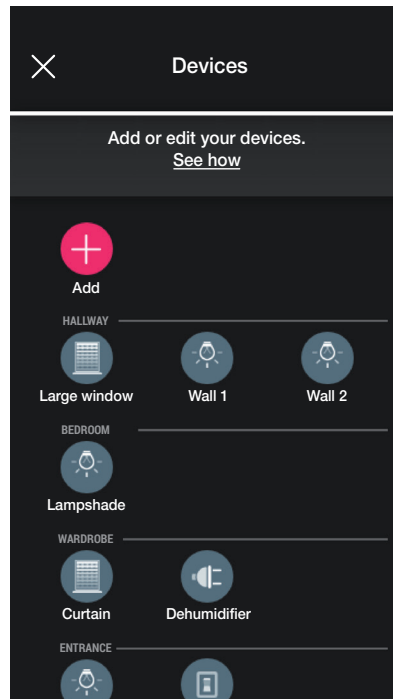 Devices
Add or edit your devices.
See how
Add
HALLWAY
Large window Wall 1 Wall 2
BEDROOM
Lampshade
WARDROBE
Curtain Dehumidifier
ENTRANCE